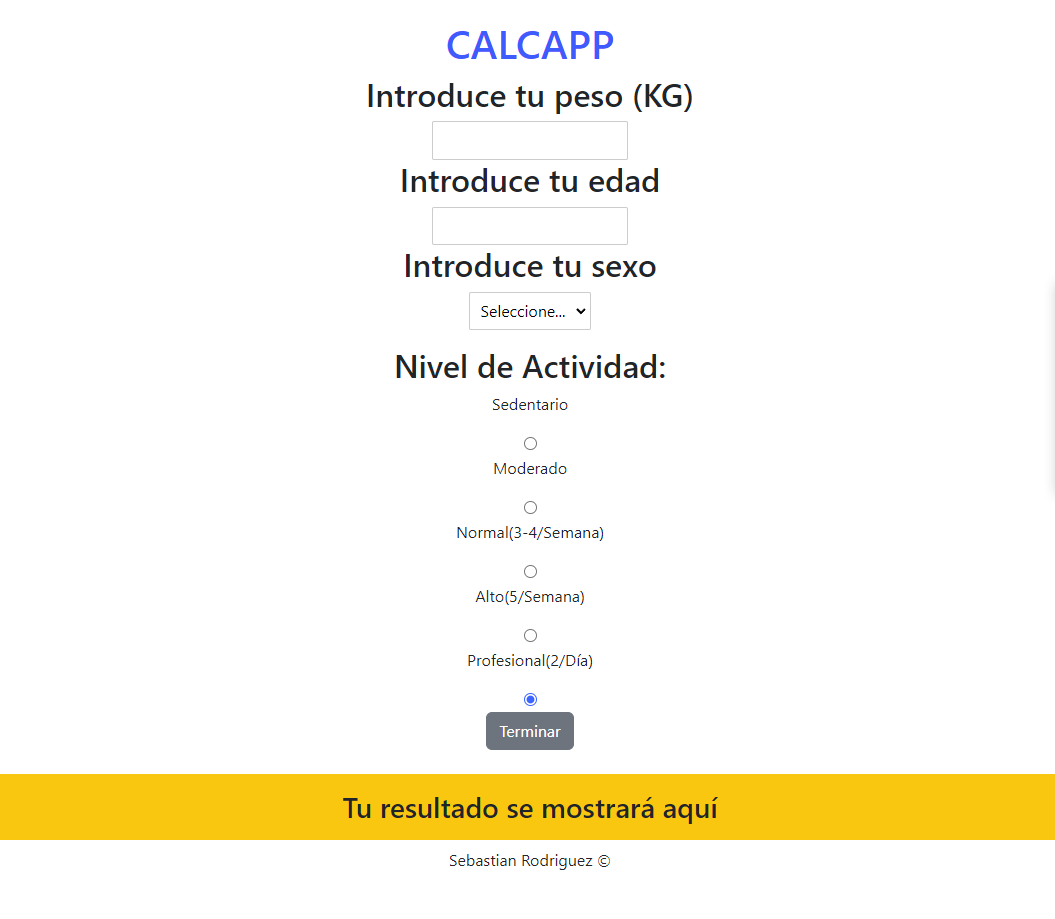 CALCAPP
Introduce tu peso (KG)
Introduce tu edad
Introduce tu sexo
Seleccione...
Nivel de Actividad:
Sedentario
Moderado
Normal(3-4/Semana)
Alto(5/Semana)
Profesional(2/Día)
Terminar
Tu resultado se mostrará aquí
Sebastian Rodriguez ©